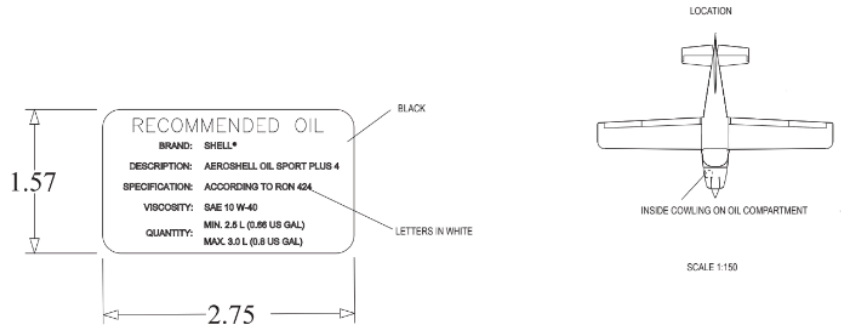 LOCATION
BLACK
RECOMMENDED OIL
BRAND: SHELL®
DESCRIPTION: AEROSHELL OIL SPORT PLUS 4
SPECIFICATION: ACCORDING TO RON 424
VISCOSITY: SAE 10 W-40
QUANTITY: MIN. 2.5 L (0.66 US GAL)
MAX. 3.0 L (0.8 US GAL)
1.57
INSIDE COWLING ON OIL COMPARTMENT
LETTERS IN WHITE
SCALE 1:150
2.75